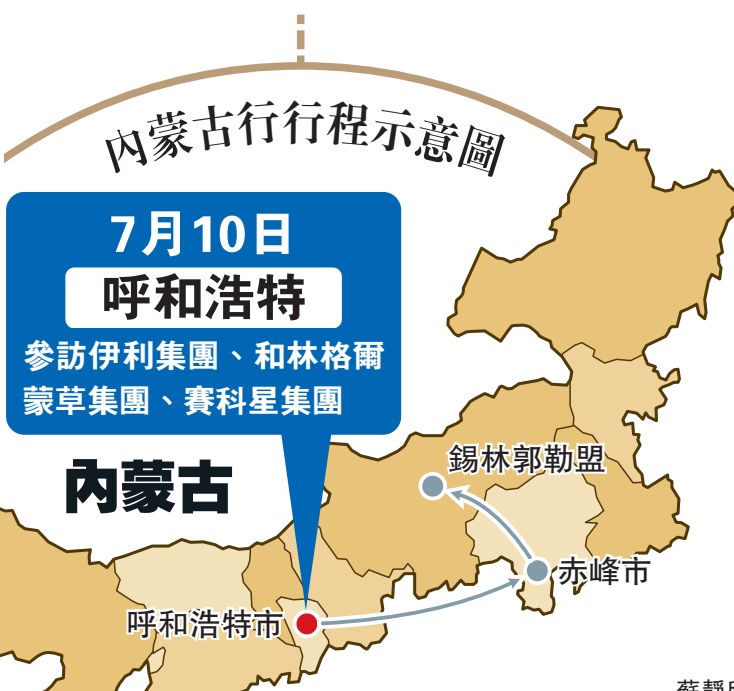 內蒙古行行程示意圖
7月10日
呼和浩特
參訪伊利集團、和林格爾
蒙草集團、賽科星集團
內蒙古
錫林郭勒盟
赤峰市
呼和浩特市